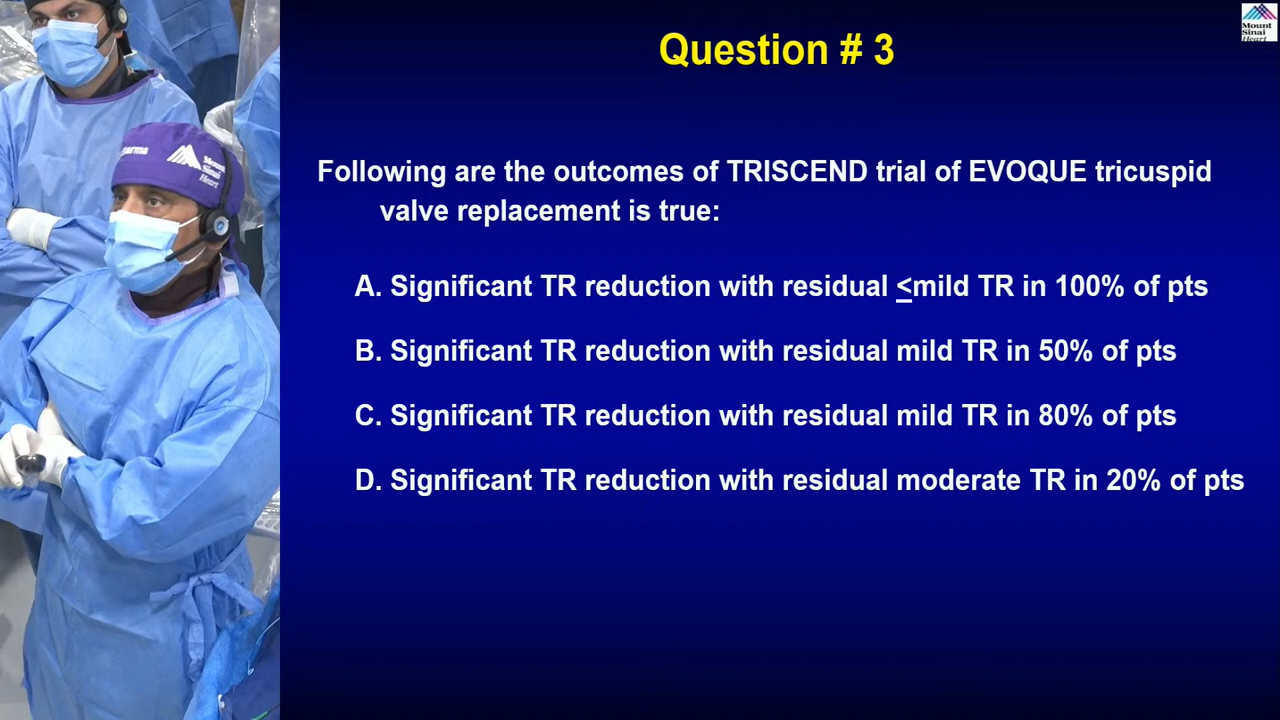 Mount
Sinai
Heart
Question # 3
Following are the outcomes of TRISCEND trial of EVOQUE tricuspid
valve replacement is true:
A. Significant TR reduction with residual <mild TR in 100% of pts
B. Significant TR reduction with residual mild TR in 50% of pts
C. Significant TR reduction with residual mild TR in 80% of pts
D. Significant TR reduction with residual moderate TR in 20% of pts
Mount
Sinai
Heart